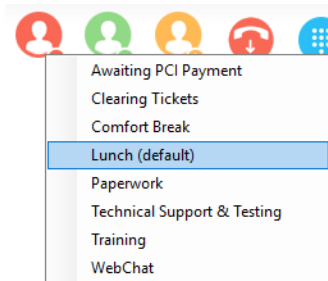 Awaiting PCI Payment
Clearing Tickets
Comfort Break
Lunch (default)
Paperwork
Technical Support & Testing
Training
WebChat